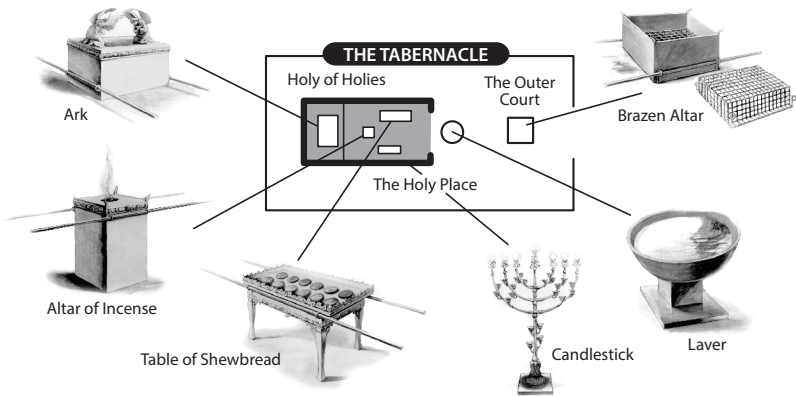 THE TABERNACLE
Holy of Holies
The Outer
Court
Ark
Brazen Altar
The Holy Place
Altar of Incense
Table of Shewbread
Candlestick
Laver